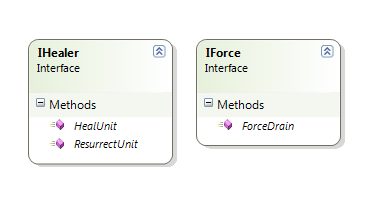 IHealer
Interface
Methods
HealUnit
ResurrectUnit
IForce
Interface
Methods
ForceDrain